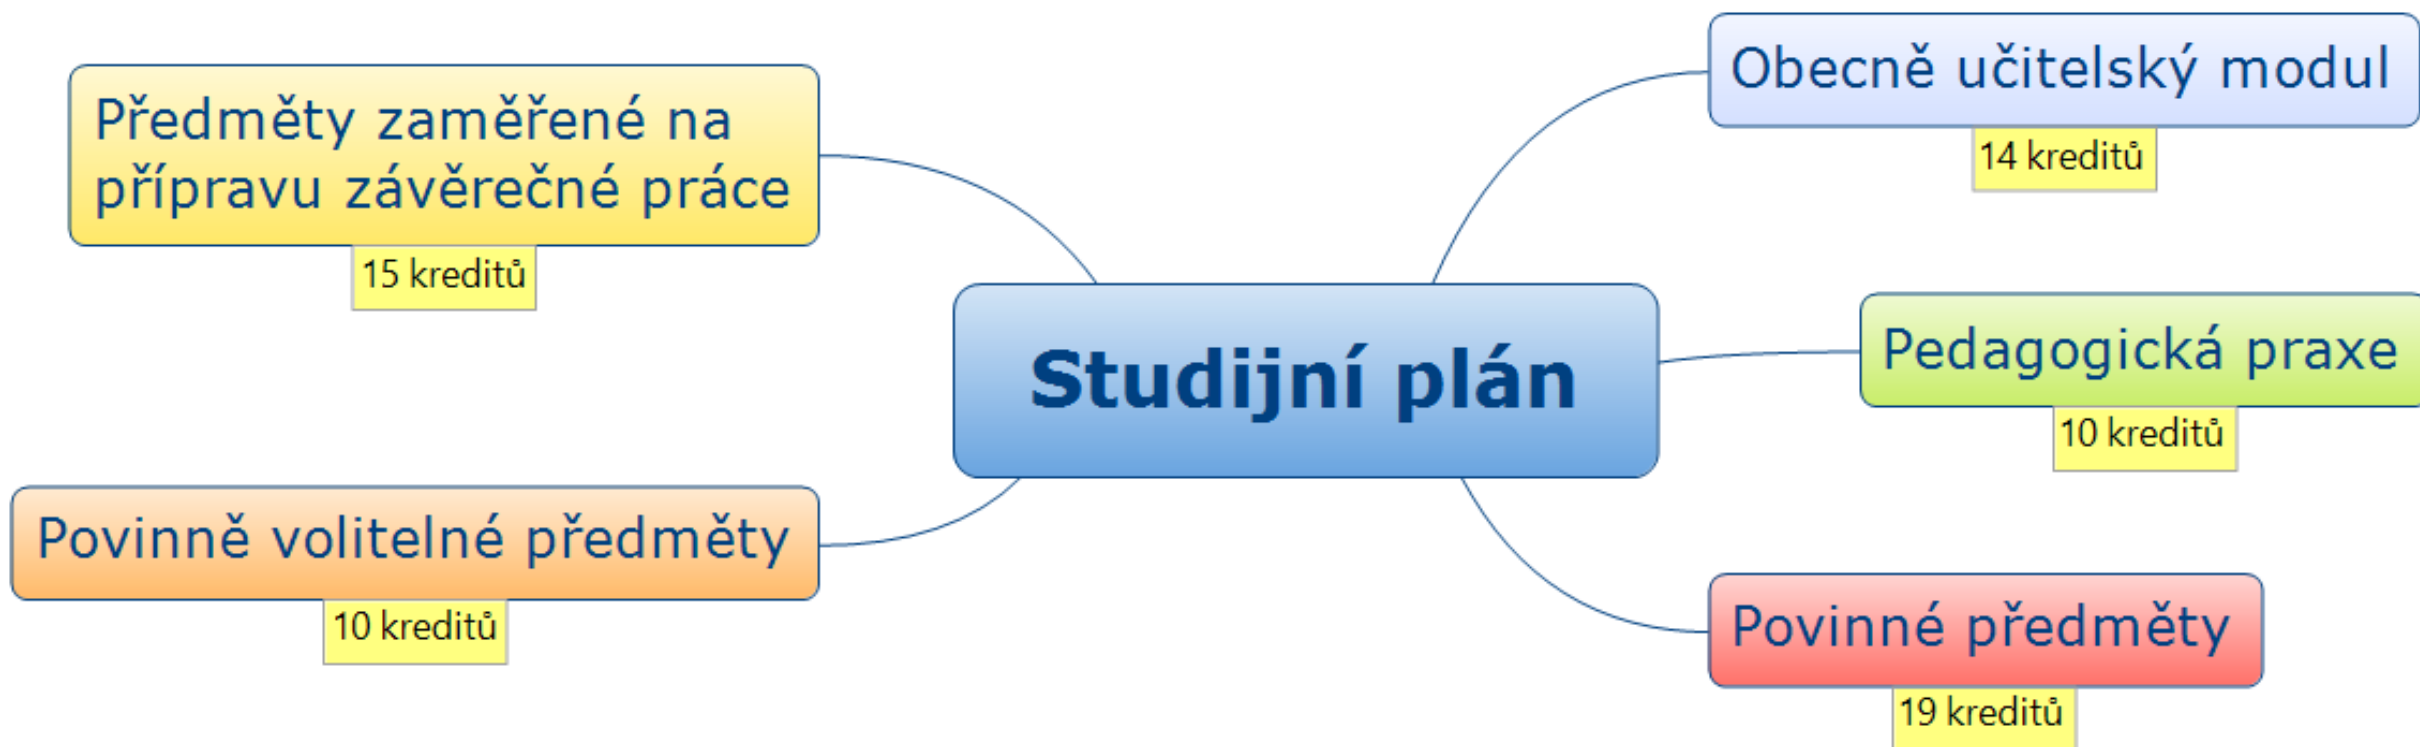 Obecně učitelský modul
14 kreditů
Předměty zaměřené na
přípravu závěrečné práce
15 kreditů
Studijní plán
Pedagogická praxe
10 kreditů
Povinně volitelné předměty
10 kreditů
Povinné předměty
19 kreditů